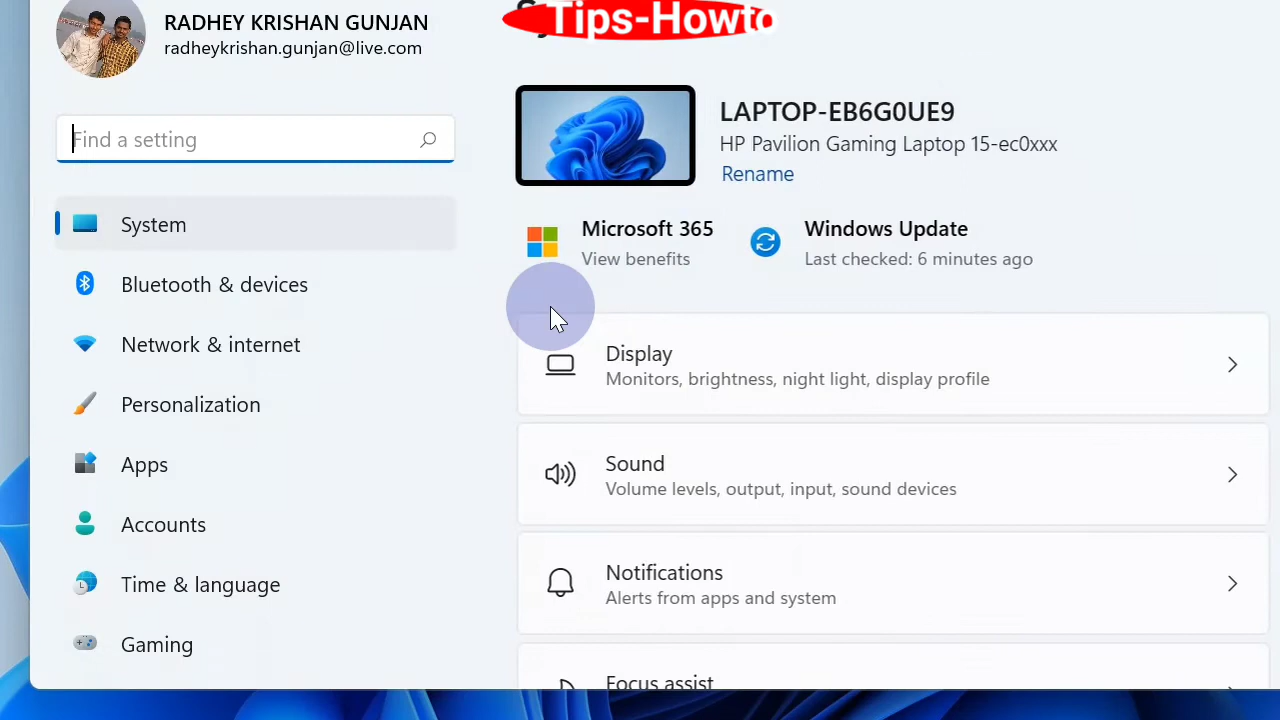 RADHEY KRISHAN GUNJAN
radheykrishan.gunjan@live.com
Tips-Howto
Find a setting
System
Bluetooth & devices
Network & internet
Personalization
Apps
Accounts
Time & language
Gaming
LAPTOP-EB6G0UE9
HP Pavilion Gaming Laptop 15-ec0xxx
Rename
Microsoft 365
View benefits
Windows Update
Last checked: 6 minutes ago
Display
Monitors, brightness, night light, display profile
Sound
Volume levels, output, input, sound devices
Notifications
Alerts from apps and system
Focus assist